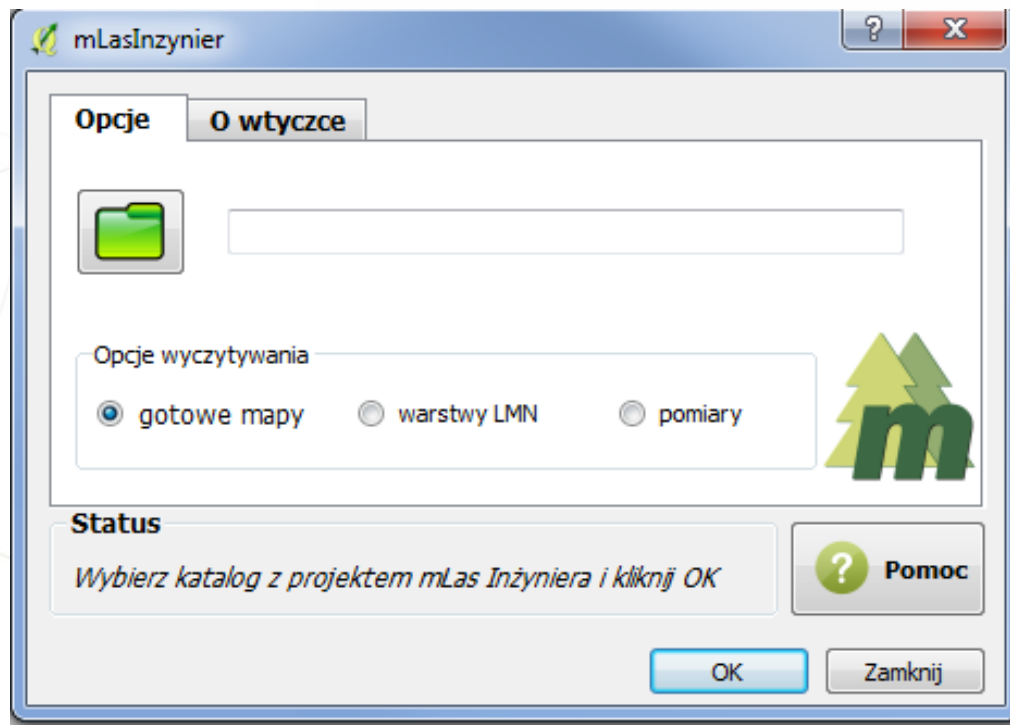 mLasInzynier
Opcje
O wtyczce
Opcje wyczytywania
gotowe mapy
warstwy LMN
pomiary
m
Status
Wybierz katalog z projektem mLas Inżyniera i kliknij OK
? Pomoc
OK
Zamknij